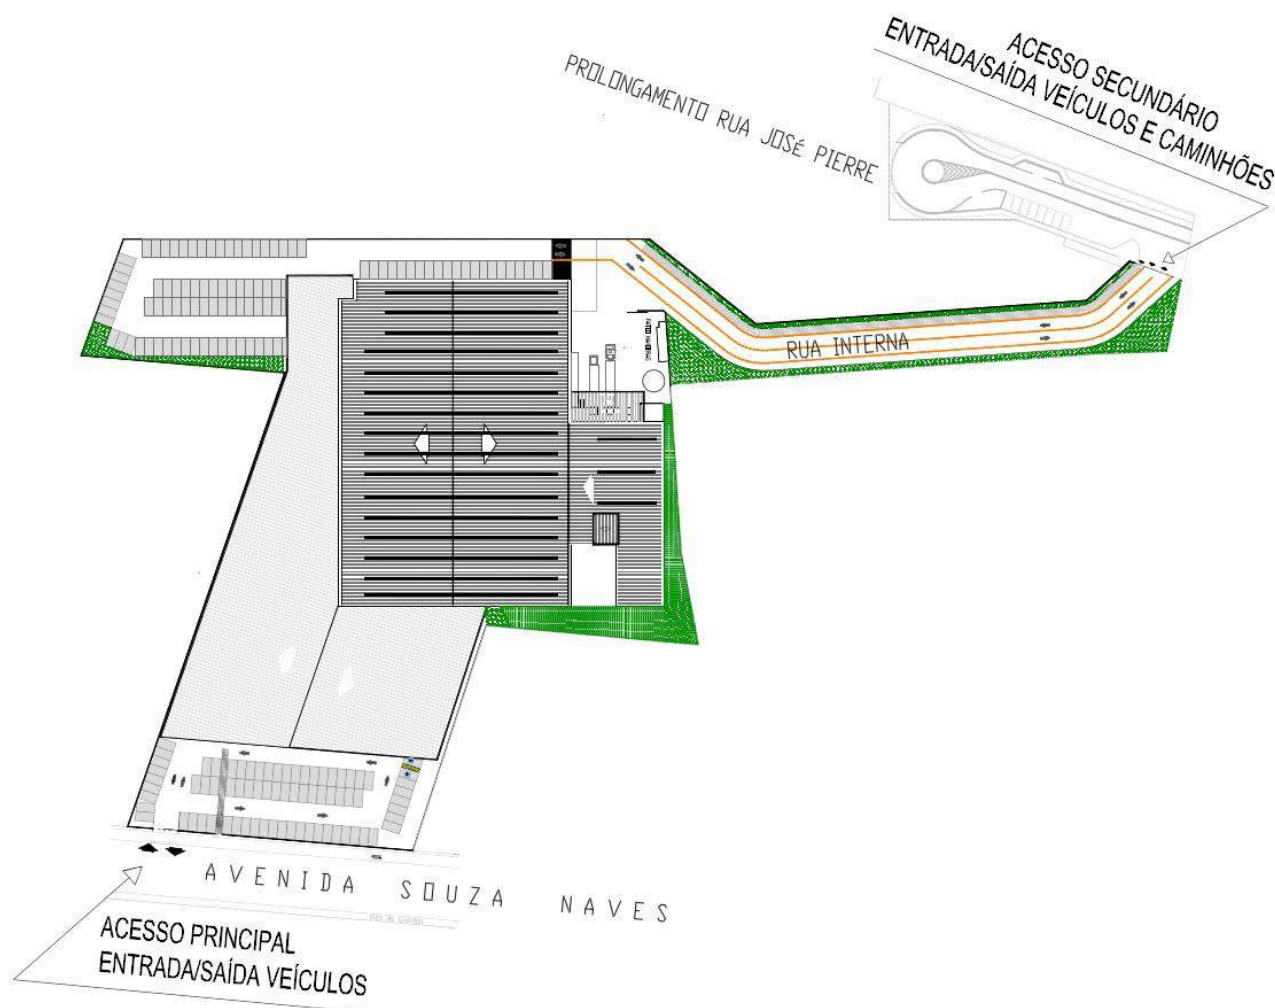 ACESSO SECUNDÁRIO
ENTRADA/SAÍDA VEÍCULOS E CAMINHÕES
PROLONGAMENTO RUA JOSÉ PIERRE
RUA INTERNA
AVENIDA SOUZA NAVES
ACESSO PRINCIPAL
ENTRADA/SAÍDA VEÍCULOS